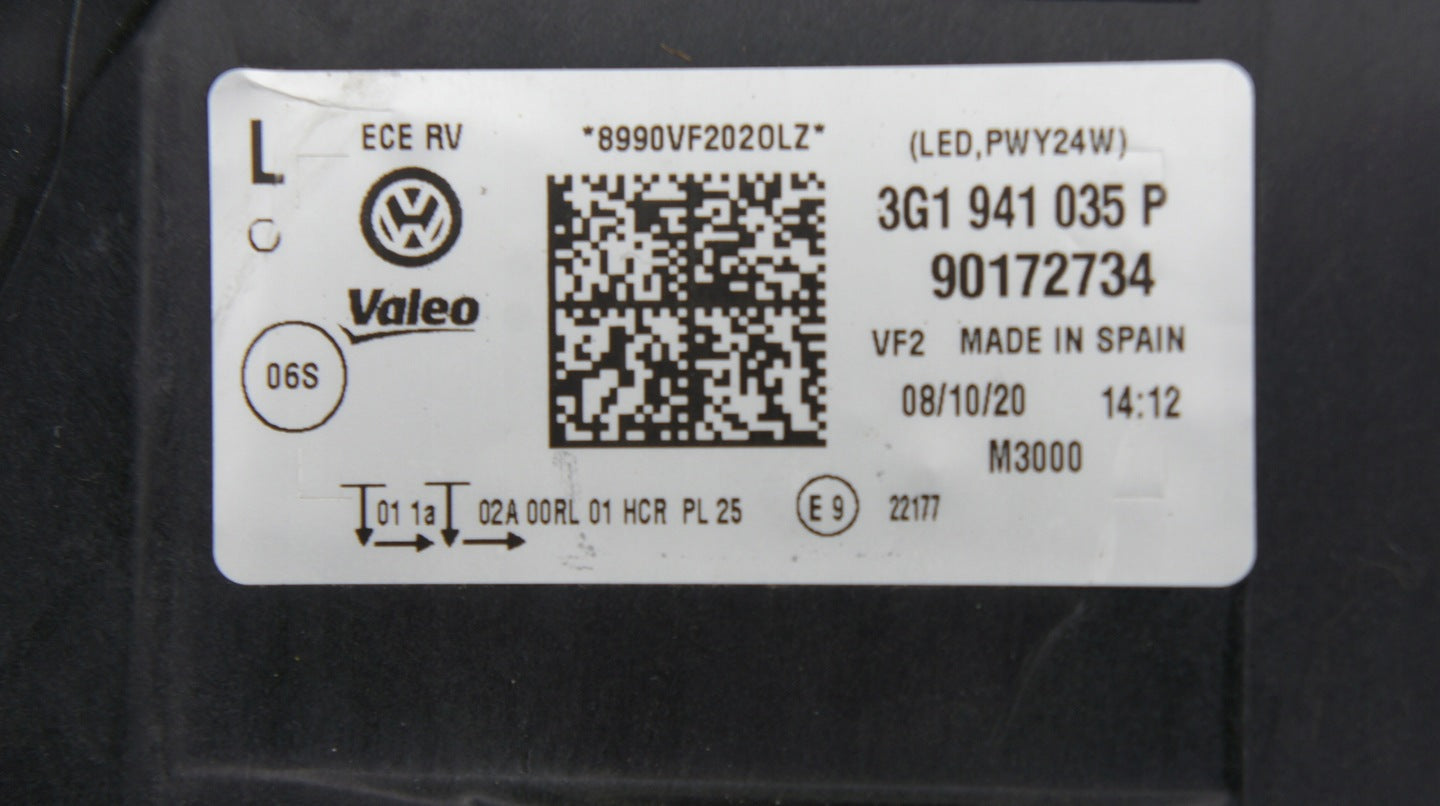 L
ECE RV
*8990VF2020LZ*
(LED,PWY24W)
3G1 941 035 P
90172734
Valeo
VF2 MADE IN SPAIN
06S
08/10/20 14:12
M3000
01 1a 02A 00RL 01 HCR PL 25 E 9 22177